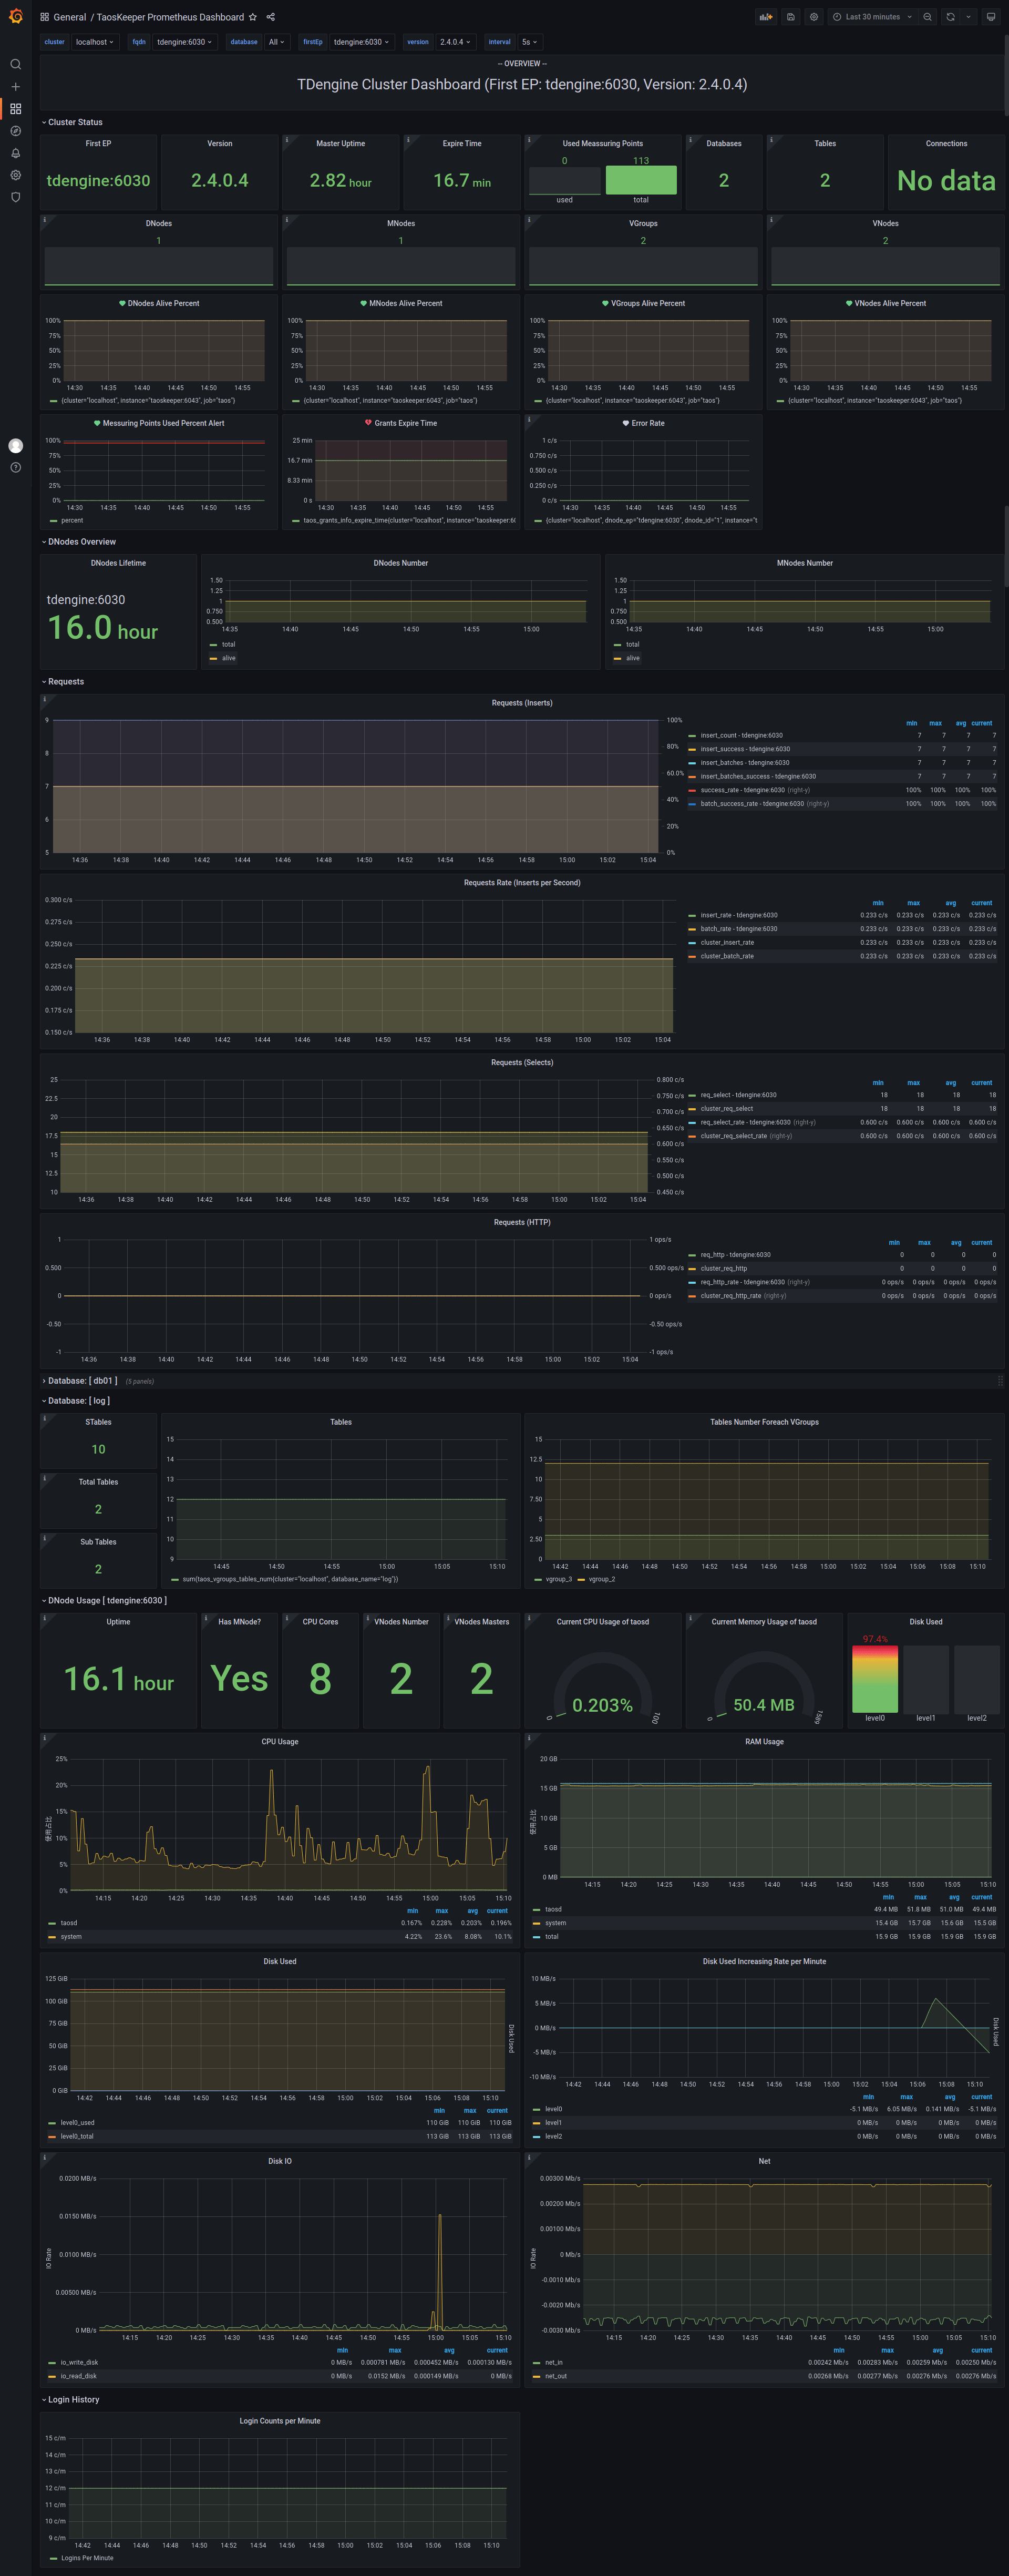 General / TaosKeeper Prometheus Dashboard
Last 30 minutes
cluster localhost fqdn tdengine:6030 database All firstEp tdengine:6030 version 2.4.0.4 interval 5s
-- OVERVIEW --
TDengine Cluster Dashboard (First EP: tdengine:6030, Version: 2.4.0.4)
Cluster Status
First EP
tdengine:6030
Version
2.4.0.4
Master Uptime
2.82 hour
Expire Time
16.7 min
Used Meassuring Points
0 113
used total
Databases
2
Tables
2
Connections
No data
DNodes
1
MNodes
1
VGroups
2
VNodes
2
DNodes Alive Percent
100%
75%
50%
25%
0%
14:30 14:35 14:40 14:45 14:50 14:55
{cluster="localhost", instance="taoskeeper:6043", job="taos"}
MNodes Alive Percent
100%
75%
50%
25%
0%
14:30 14:35 14:40 14:45 14:50 14:55
{cluster="localhost", instance="taoskeeper:6043", job="taos"}
VGroups Alive Percent
100%
75%
50%
25%
0%
14:30 14:35 14:40 14:45 14:50 14:55
{cluster="localhost", instance="taoskeeper:6043", job="taos"}
VNodes Alive Percent
100%
75%
50%
25%
0%
14:30 14:35 14:40 14:45 14:50 14:55
{cluster="localhost", instance="taoskeeper:6043", job="taos"}
Messuring Points Used Percent Alert
100%
75%
50%
25%
0%
14:30 14:35 14:40 14:45 14:50 14:55
percent
Grants Expire Time
25 min
16.7 min
8.33 min
0 s
14:30 14:35 14:40 14:45 14:50 14:55
taos_grants_info_expire_time{cluster="localhost", instance="taoskeeper:6
Error Rate
1 c/s
0.750 c/s
0.500 c/s
0.250 c/s
0 c/s
14:30 14:35 14:40 14:45 14:50 14:55
{cluster="localhost", dnode_ep="tdengine:6030", dnode_id="1", instance="t
DNodes Overview
DNodes Lifetime
tdengine:6030
16.0 hour
DNodes Number
1.50
1.25
1
0.750
0.500
14:35 14:40 14:45 14:50 14:55 15:00
total
alive
MNodes Number
1.50
1.25
1
0.750
0.500
14:35 14:40 14:45 14:50 14:55 15:00
total
alive
Requests
Requests (Inserts)
9
8
7
6
5
100%
80%
60.0%
40%
20%
0%
14:36 14:38 14:40 14:42 14:44 14:46 14:48 14:50 14:52 14:54 14:56 14:58 15:00 15:02 15:04
min max avg current
insert_count - tdengine:6030 7 7 7 7
insert_success - tdengine:6030 7 7 7 7
insert_batches - tdengine:6030 7 7 7 7
insert_batches_success - tdengine:6030 7 7 7 7
success_rate - tdengine:6030 (right-y) 100% 100% 100% 100%
batch_success_rate - tdengine:6030 (right-y) 100% 100% 100% 100%
Requests Rate (Inserts per Second)
0.300 c/s
0.275 c/s
0.250 c/s
0.225 c/s
0.200 c/s
0.175 c/s
0.150 c/s
14:36 14:38 14:40 14:42 14:44 14:46 14:48 14:50 14:52 14:54 14:56 14:58 15:00 15:02 15:04
min max avg current
insert_rate - tdengine:6030 0.233 c/s 0.233 c/s 0.233 c/s 0.233 c/s
batch_rate - tdengine:6030 0.233 c/s 0.233 c/s 0.233 c/s 0.233 c/s
cluster_insert_rate 0.233 c/s 0.233 c/s 0.233 c/s 0.233 c/s
cluster_batch_rate 0.233 c/s 0.233 c/s 0.233 c/s 0.233 c/s
Requests (Selects)
25
22.5
20
17.5
15
12.5
10
0.800 c/s
0.750 c/s
0.700 c/s
0.650 c/s
0.600 c/s
0.550 c/s
0.500 c/s
0.450 c/s
14:36 14:38 14:40 14:42 14:44 14:46 14:48 14:50 14:52 14:54 14:56 14:58 15:00 15:02 15:04
min max avg current
req_select - tdengine:6030 18 18 18 18
cluster_req_select 18 18 18 18
req_select_rate - tdengine:6030 (right-y) 0.600 c/s 0.600 c/s 0.600 c/s 0.600 c/s
cluster_req_select_rate (right-y) 0.600 c/s 0.600 c/s 0.600 c/s 0.600 c/s
Requests (HTTP)
1
0.500
0
-0.50
-1
1 ops/s
0.500 ops/s
0 ops/s
-0.50 ops/s
-1 ops/s
14:36 14:38 14:40 14:42 14:44 14:46 14:48 14:50 14:52 14:54 14:56 14:58 15:00 15:02 15:04
min max avg current
req_http - tdengine:6030 0 0 0 0
cluster_req_http 0 0 0 0
req_http_rate - tdengine:6030 (right-y) 0 ops/s 0 ops/s 0 ops/s 0 ops/s
cluster_req_http_rate (right-y) 0 ops/s 0 ops/s 0 ops/s 0 ops/s
Database: [ db01 ] (5 panels)
Database: [ log ]
STables
10
Total Tables
2
Sub Tables
2
Tables
15
14
13
12
11
10
9
14:45 14:50 14:55 15:00 15:05 15:10
sum(taos_vgroups_tables_num{cluster="localhost", database_name="log"})
Tables Number Foreach VGroups
15
12.5
10
7.50
5
2.50
0
14:42 14:44 14:46 14:48 14:50 14:52 14:54 14:56 14:58 15:00 15:02 15:04 15:06 15:08 15:10
vgroup_3 vgroup_2
DNode Usage [ tdengine:6030 ]
Uptime
16.1 hour
Has MNode?
Yes
CPU Cores
8
VNodes Number
2
VNodes Masters
2
Current CPU Usage of taosd
0.203%
0 100
Current Memory Usage of taosd
50.4 MB
0
Disk Used
97.4%
level0 level1 level2
CPU Usage
25%
20%
15%
10%
5%
0%
使用占比
14:15 14:20 14:25 14:30 14:35 14:40 14:45 14:50 14:55 15:00 15:05 15:10
min max avg current
taosd 0.167% 0.228% 0.203% 0.196%
system 4.22% 23.6% 8.08% 10.1%
RAM Usage
20 GB
15 GB
10 GB
5 GB
0 MB
使用占比
14:15 14:20 14:25 14:30 14:35 14:40 14:45 14:50 14:55 15:00 15:05 15:10
min max avg current
taosd 49.4 MB 51.8 MB 51.0 MB 49.4 MB
system 15.4 GB 15.7 GB 15.6 GB 15.5 GB
total 15.9 GB 15.9 GB 15.9 GB 15.9 GB
Disk Used
125 GiB
100 GiB
75 GiB
50 GiB
25 GiB
0 GiB
Disk Used
14:42 14:44 14:46 14:48 14:50 14:52 14:54 14:56 14:58 15:00 15:02 15:04 15:06 15:08 15:10
min max current
level0_used 110 GiB 110 GiB 110 GiB
level0_total 113 GiB 113 GiB 113 GiB
Disk Used Increasing Rate per Minute
10 MB/s
5 MB/s
0 MB/s
-5 MB/s
-10 MB/s
Disk Used
14:42 14:44 14:46 14:48 14:50 14:52 14:54 14:56 14:58 15:00 15:02 15:04 15:06 15:08 15:10
min max avg current
level0 -5.1 MB/s 6.05 MB/s 0.141 MB/s -5.1 MB/s
level1 0 MB/s 0 MB/s 0 MB/s 0 MB/s
level2 0 MB/s 0 MB/s 0 MB/s 0 MB/s
Disk IO
0.0200 MB/s
0.0150 MB/s
0.0100 MB/s
0.00500 MB/s
0 MB/s
IO Rate
14:15 14:20 14:25 14:30 14:35 14:40 14:45 14:50 14:55 15:00 15:05 15:10
min max avg current
io_write_disk 0 MB/s 0.000781 MB/s 0.000452 MB/s 0.000130 MB/s
io_read_disk 0 MB/s 0.0152 MB/s 0.000149 MB/s 0 MB/s
Net
0.00300 Mb/s
0.00200 Mb/s
0.00100 Mb/s
0 Mb/s
-0.0010 Mb/s
-0.0020 Mb/s
-0.0030 Mb/s
IO Rate
14:15 14:20 14:25 14:30 14:35 14:40 14:45 14:50 14:55 15:00 15:05 15:10
min max avg current
net_in 0.00242 Mb/s 0.00283 Mb/s 0.00259 Mb/s 0.00250 Mb/s
net_out 0.00268 Mb/s 0.00277 Mb/s 0.00276 Mb/s 0.00276 Mb/s
Login History
Login Counts per Minute
15 c/m
14 c/m
13 c/m
12 c/m
11 c/m
10 c/m
9 c/m
14:42 14:44 14:46 14:48 14:50 14:52 14:54 14:56 14:58 15:00 15:02 15:04 15:06 15:08 15:10
Logins Per Minute